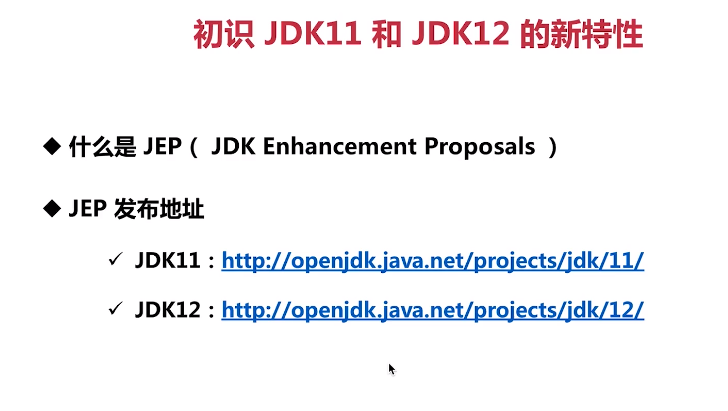 初识 JDK11 和 JDK12 的新特性
◆ 什么是 JEP（ JDK Enhancement Proposals ）
◆ JEP 发布地址
✓ JDK11：http://openjdk.java.net/projects/jdk/11/
✓ JDK12：http://openjdk.java.net/projects/jdk/12/